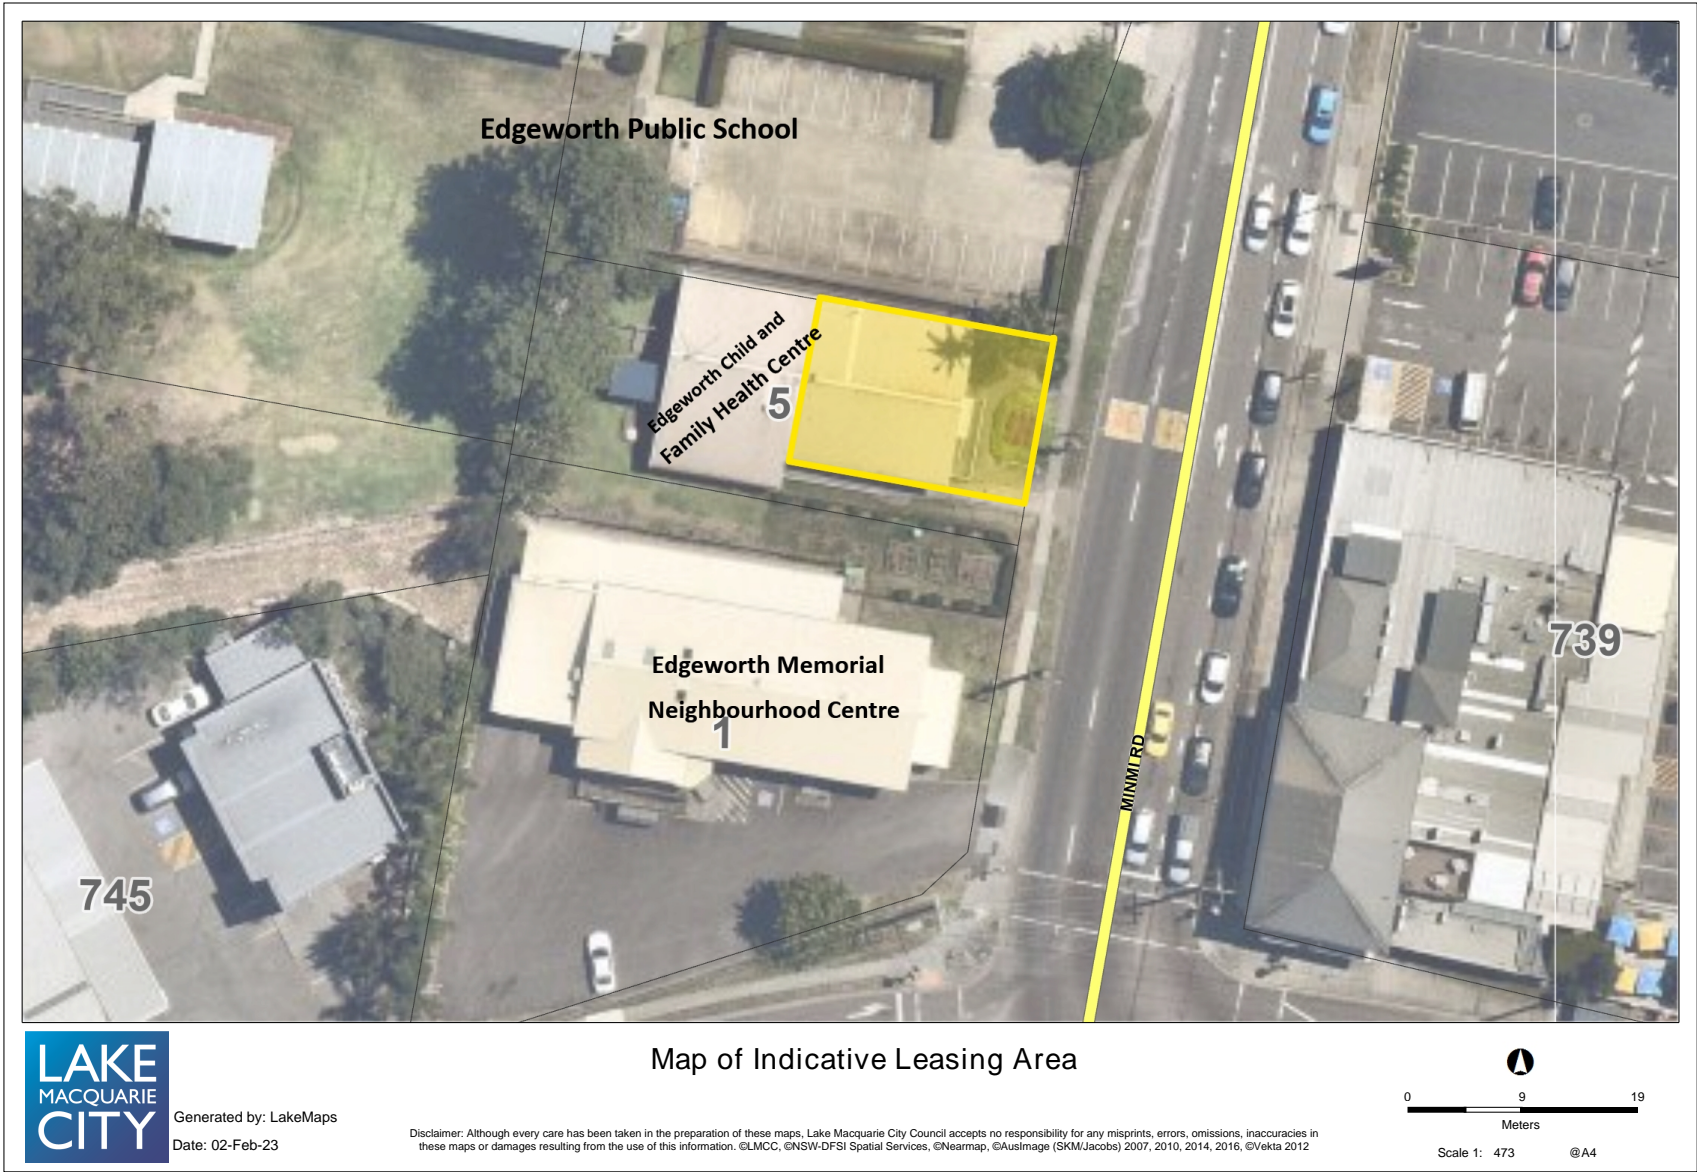 Edgeworth Public School
Edgeworth Child and
Family Health Centre
5
739
Edgeworth Memorial
Neighbourhood Centre
1
MINMI RD
745
LAKE
MACQUARIE
CITY
Generated by: LakeMaps
Date: 02-Feb-23
Map of Indicative Leasing Area
Disclaimer: Although every care has been taken in the preparation of these maps, Lake Macquarie City Council accepts no responsibility for any misprints, errors, omissions, inaccuracies in
these maps or damages resulting from the use of this information. ©LMCC, ©NSW-DFSI Spatial Services, ©Nearmap, ©AusImage (SKM/Jacobs) 2007, 2010, 2014, 2016, ©Vekta 2012
0 9 19
Meters
Scale 1: 473 @A4